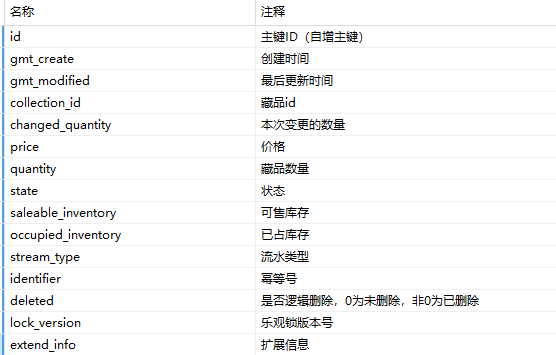 名称 注释
id 主键ID（自增主键）
gmt_create 创建时间
gmt_modified 最后更新时间
collection_id 藏品id
changed_quantity 本次变更的数量
price 价格
quantity 藏品数量
state 状态
saleable_inventory 可售库存
occupied_inventory 已占库存
stream_type 流水类型
identifier 幂等号
deleted 是否逻辑删除，0为未删除，非0为已删除
lock_version 乐观锁版本号
extend_info 扩展信息